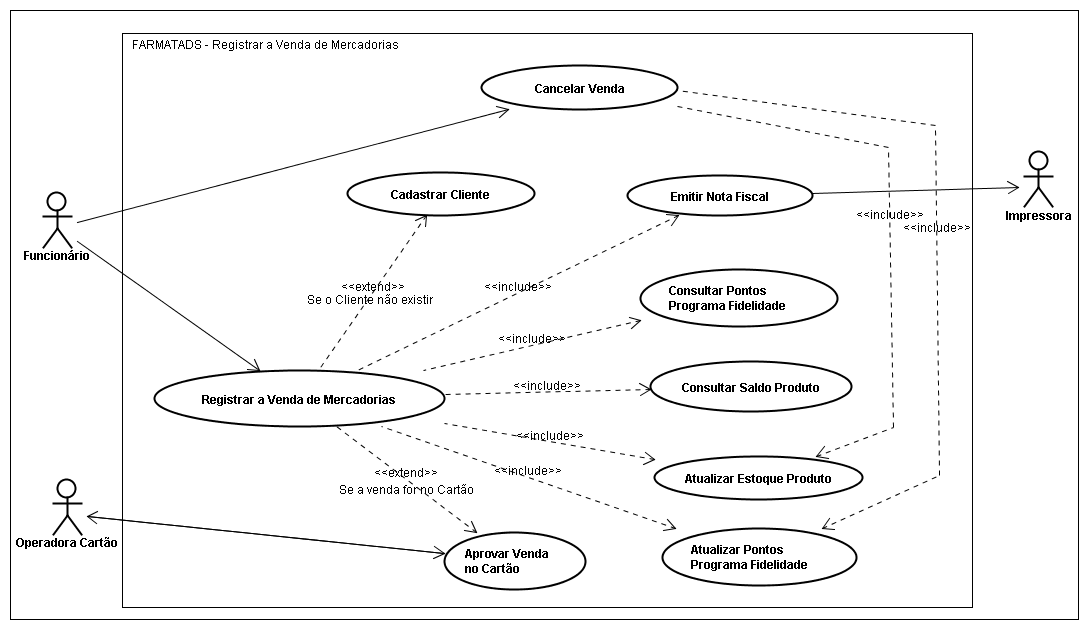 FARMATADS - Registrar a Venda de Mercadorias
Cancelar Venda
Cadastrar Cliente
Emitir Nota Fiscal
Impressora
<<include>>
<<include>>
Funcionário
<<extend>>
Se o Cliente não existir
<<include>>
Consultar Pontos
Programa Fidelidade
<<include>>
Registrar a Venda de Mercadorias
<<include>>
Consultar Saldo Produto
<<include>>
<<extend>>
Se a venda for no Cartão
<<include>>
Atualizar Estoque Produto
Operadora Cartão
Aprovar Venda
no Cartão
Atualizar Pontos
Programa Fidelidade